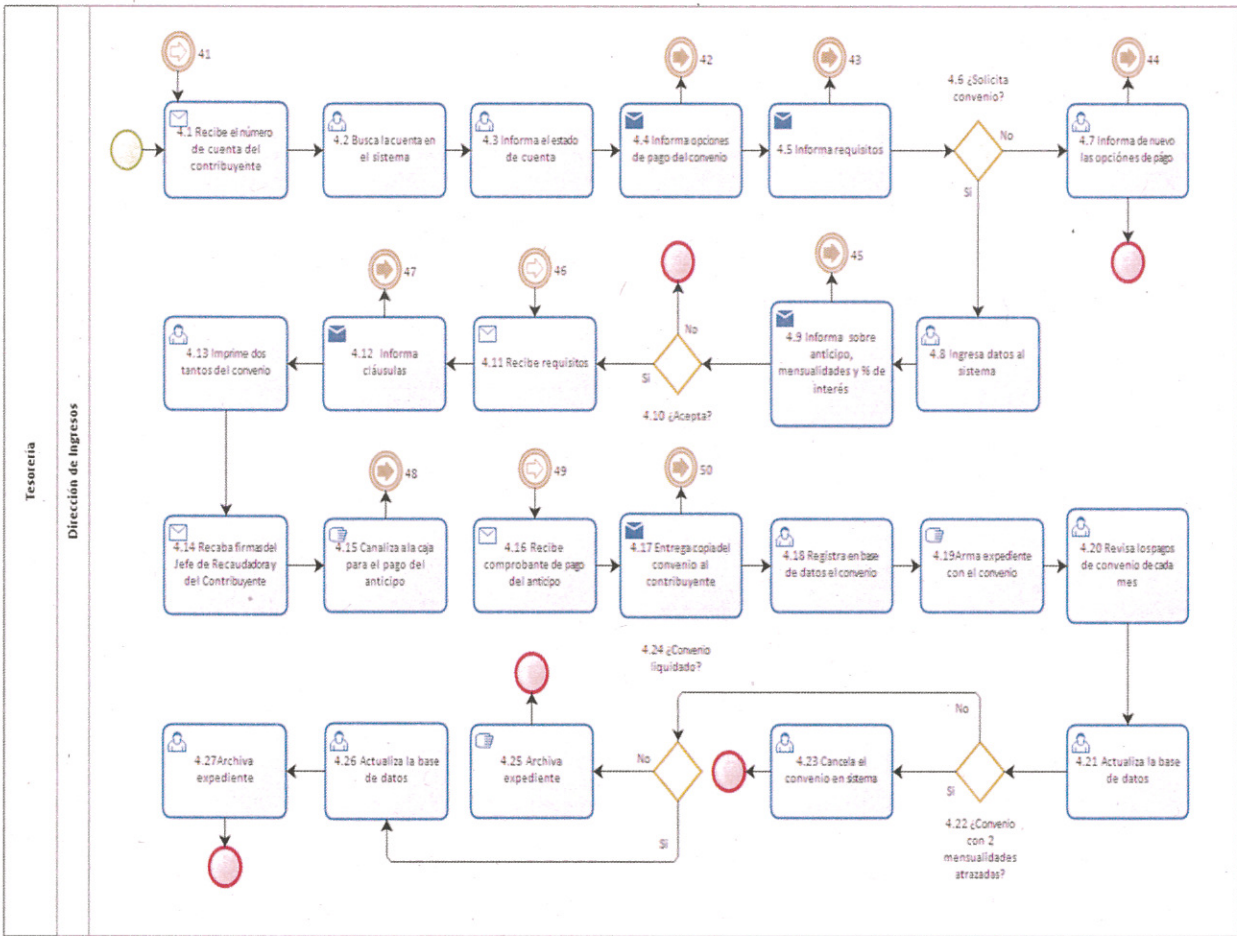 Tesorería
Dirección de Ingresos
41
4.1 Recibe el número
de cuenta del
contribuyente
4.2 Busca la cuenta en
el sistema
4.3 Informa el estado
de cuenta
42
4.4 Informa opciones
de pago del convenio
43
4.5 Informa requisitos
4.6 ¿Solicita
convenio?
No
Si
44
4.7 Informa de nuevo
las opciónes de págo
4.8 Ingresa datos al
sistema
45
4.9 Informa sobre
anticipo,
mensualidades y % de
interés
No
Si
4.10 ¿Acepta?
46
4.11 Recibe requisitos
47
4.12 Informa
cláusulas
4.13 Imprime dos
tantos del convenio
4.14 Recaba firmas del
Jefe de Recaudadora y
del Contribuyente
48
4.15 Canaliza a la caja
para el pago del
anticipo
49
4.16 Recibe
comprobante de pago
del anticipo
50
4.17 Entrega copia del
convenio al
contribuyente
4.18 Registra en base
de datos el convenio
4.19 Arma expediente
con el convenio
4.20 Revisa los pagos
de convenio de cada
mes
4.21 Actualiza la base
de datos
4.22 ¿Convenio
con 2
mensualidades
atrazadas?
No
Si
4.23 Cancela el
convenio en sistema
4.24 ¿Convenio
liquidado?
No
Si
4.25 Archiva
expediente
4.26 Actualiza la base
de datos
4.27 Archiva
expediente